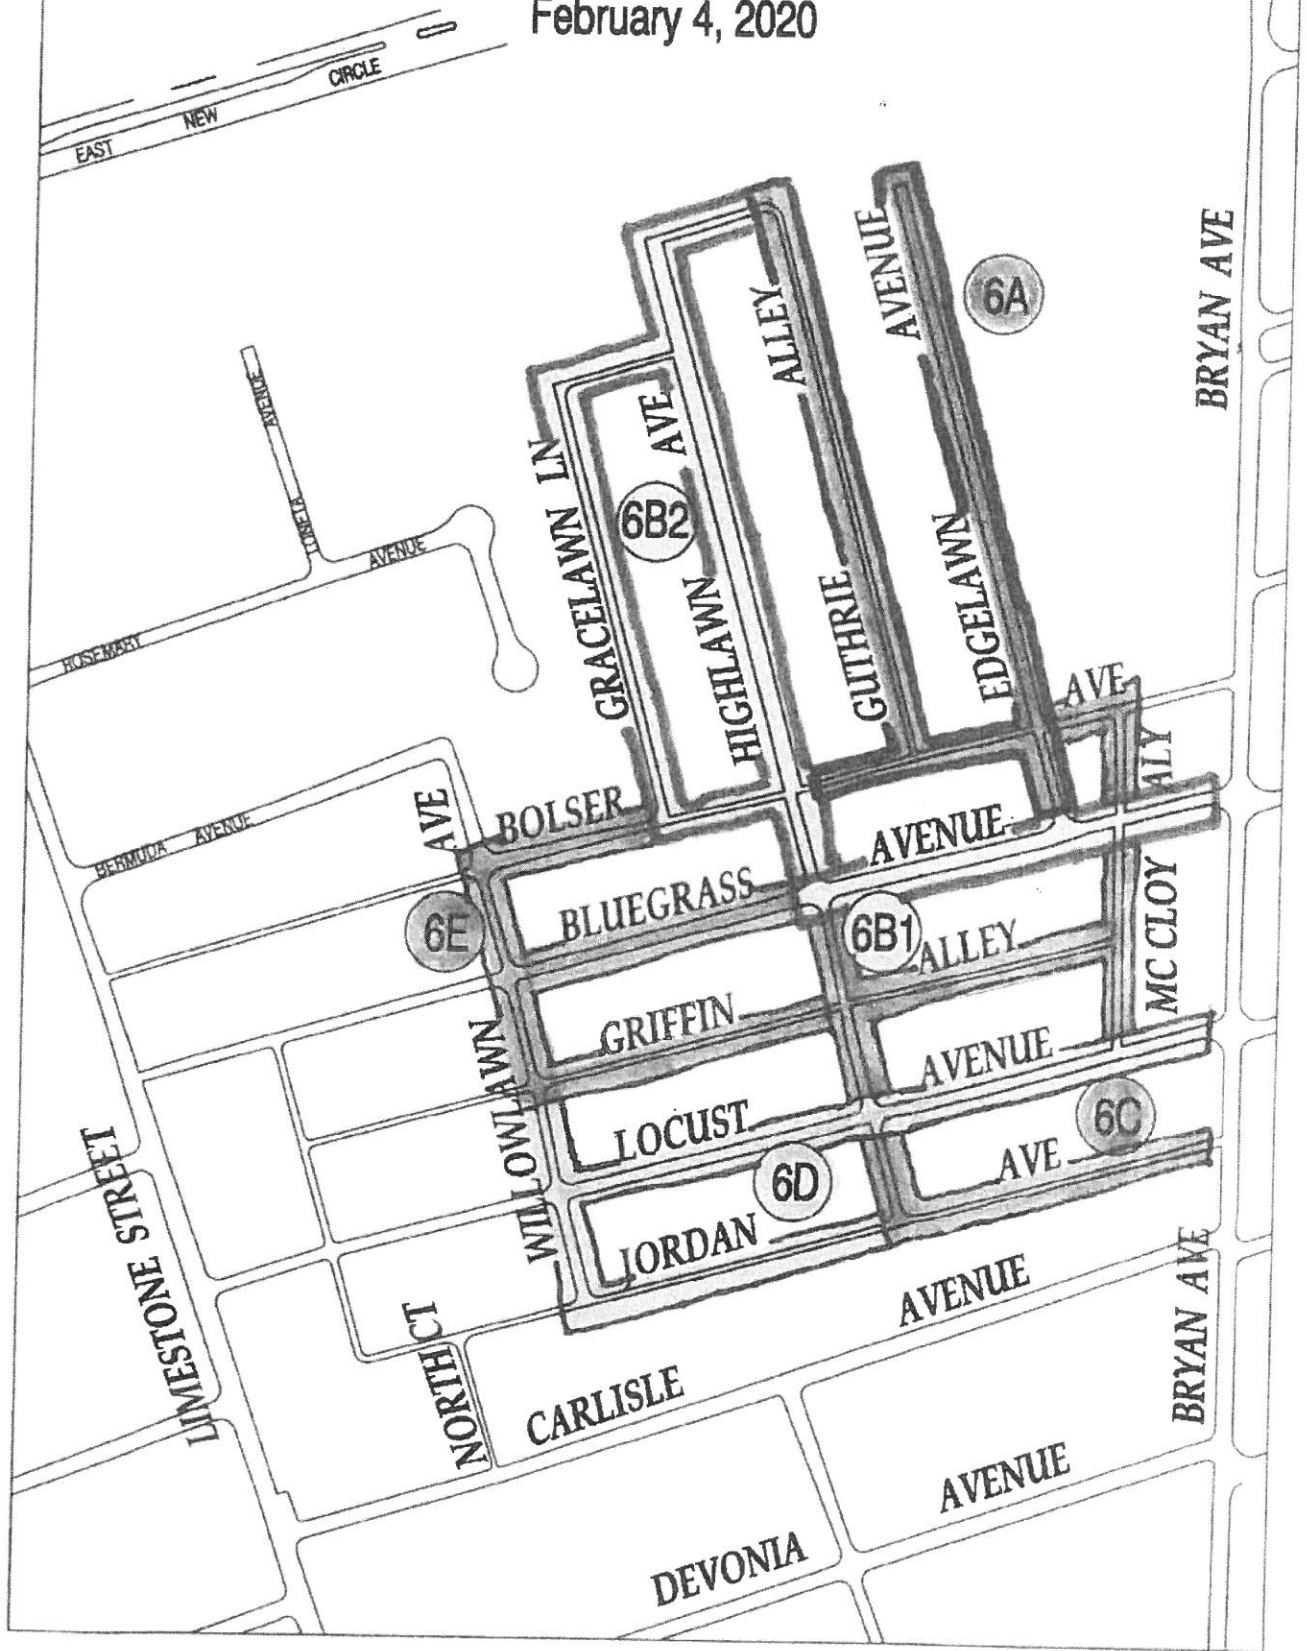 February 4, 2020
EAST NEW CIRCLE
AVENUE
LORETA
ROSEMARY AVENUE
BERMUDA AVENUE
GRACELAWN LN
6B2
HIGHLAWN AVE
GUTHRIE ALLEY
EDGELAWN AVENUE
6A
BRYAN AVE
BOLSER AVE
MC CLOY ALY
WILLOWLAWN AVE
6E
BLUEGRASS AVENUE
6B1
GRIFFIN ALLEY
LOCUST AVENUE
6C
6D
JORDAN AVE
LIMESTONE STREET
NORTH CT
CARLISLE AVENUE
BRYAN AVE
DEVONIA AVENUE